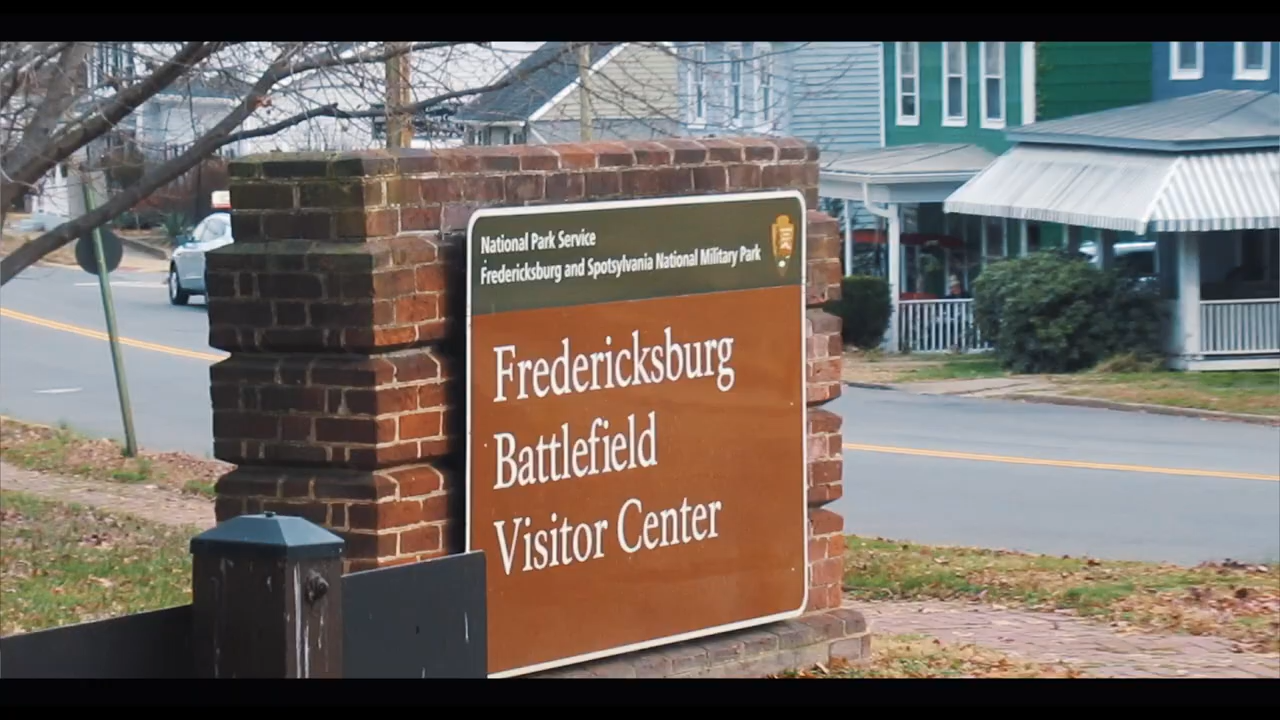 National Park Service
Fredericksburg and Spotsylvania National Military Park
Fredericksburg
Battlefield
Visitor Center